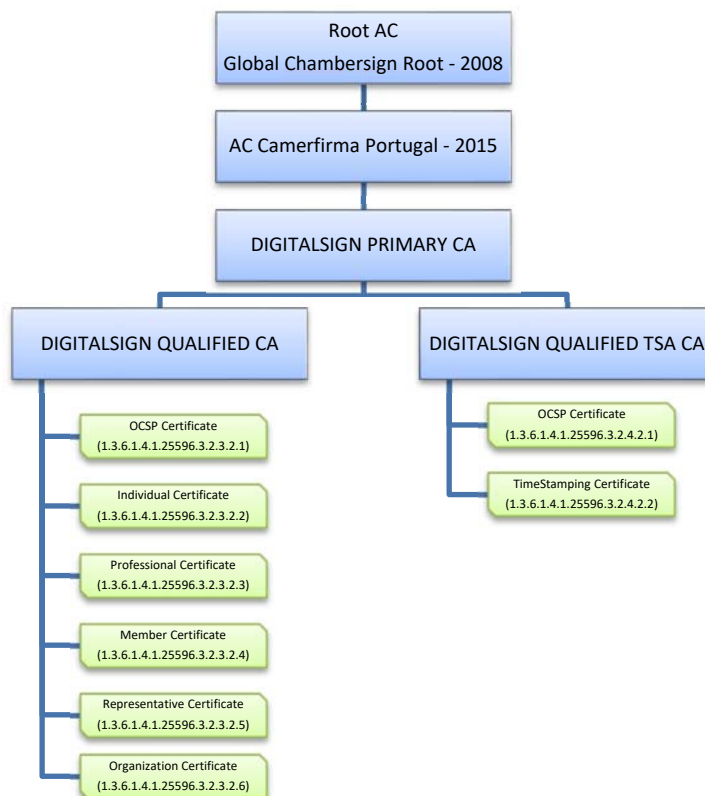 Root AC
Global Chambersign Root - 2008
AC Camerfirma Portugal - 2015
DIGITALSIGN PRIMARY CA
DIGITALSIGN QUALIFIED CA
OCSP Certificate
(1.3.6.1.4.1.25596.3.2.3.2.1)
Individual Certificate
(1.3.6.1.4.1.25596.3.2.3.2.2)
Professional Certificate
(1.3.6.1.4.1.25596.3.2.3.2.3)
Member Certificate
(1.3.6.1.4.1.25596.3.2.3.2.4)
Representative Certificate
(1.3.6.1.4.1.25596.3.2.3.2.5)
Organization Certificate
(1.3.6.1.4.1.25596.3.2.3.2.6)
DIGITALSIGN QUALIFIED TSA CA
OCSP Certificate
(1.3.6.1.4.1.25596.3.2.4.2.1)
TimeStamping Certificate
(1.3.6.1.4.1.25596.3.2.4.2.2)